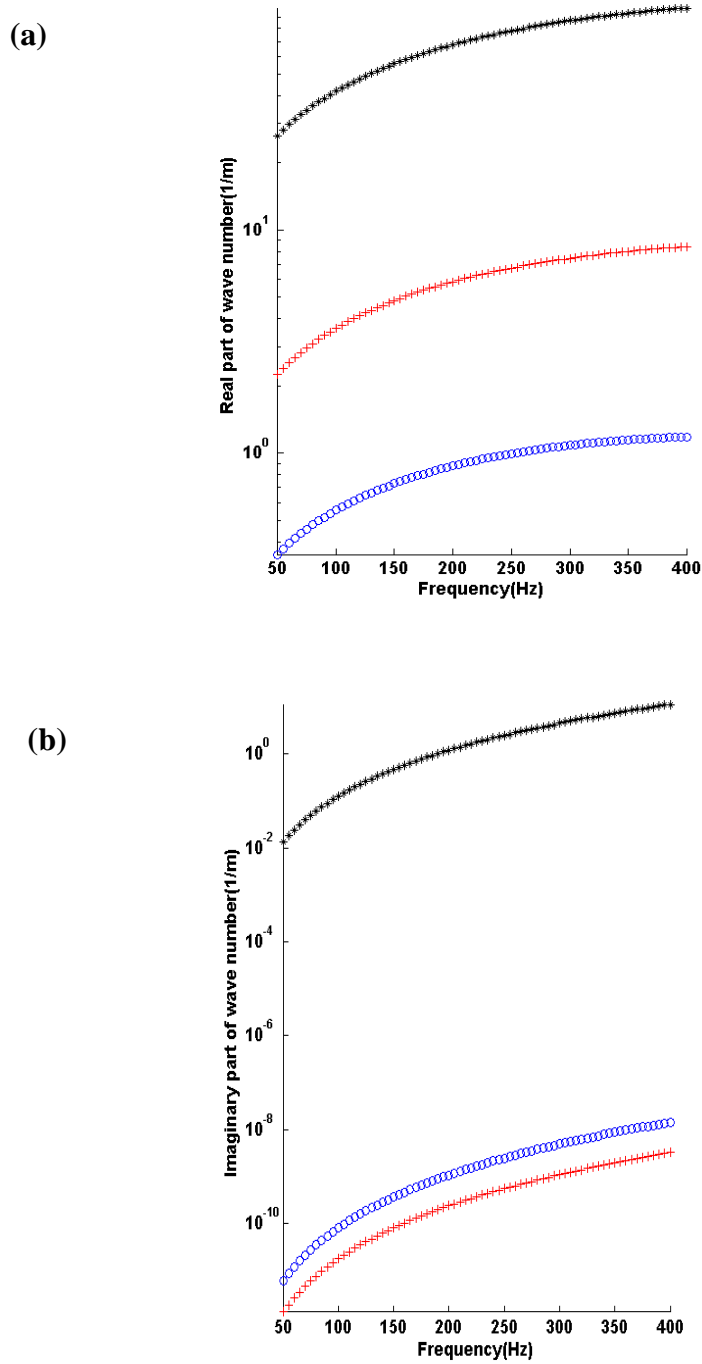 (a)
Real part of wave number(1/m)
10^1
10^0
50 100 150 200 250 300 350 400
Frequency(Hz)
(b)
Imaginary part of wave number(1/m)
10^0
10^-2
10^-4
10^-6
10^-8
10^-10
50 100 150 200 250 300 350 400
Frequency(Hz)